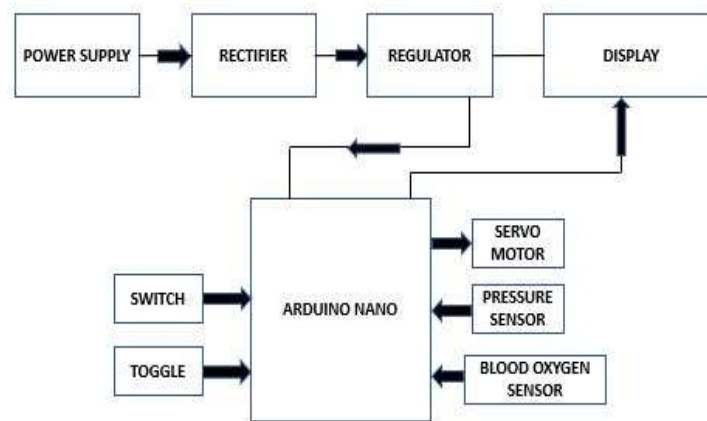 POWER SUPPLY
RECTIFIER
REGULATOR
DISPLAY
SERVO
MOTOR
SWITCH
ARDUINO NANO
PRESSURE
SENSOR
TOGGLE
BLOOD OXYGEN
SENSOR